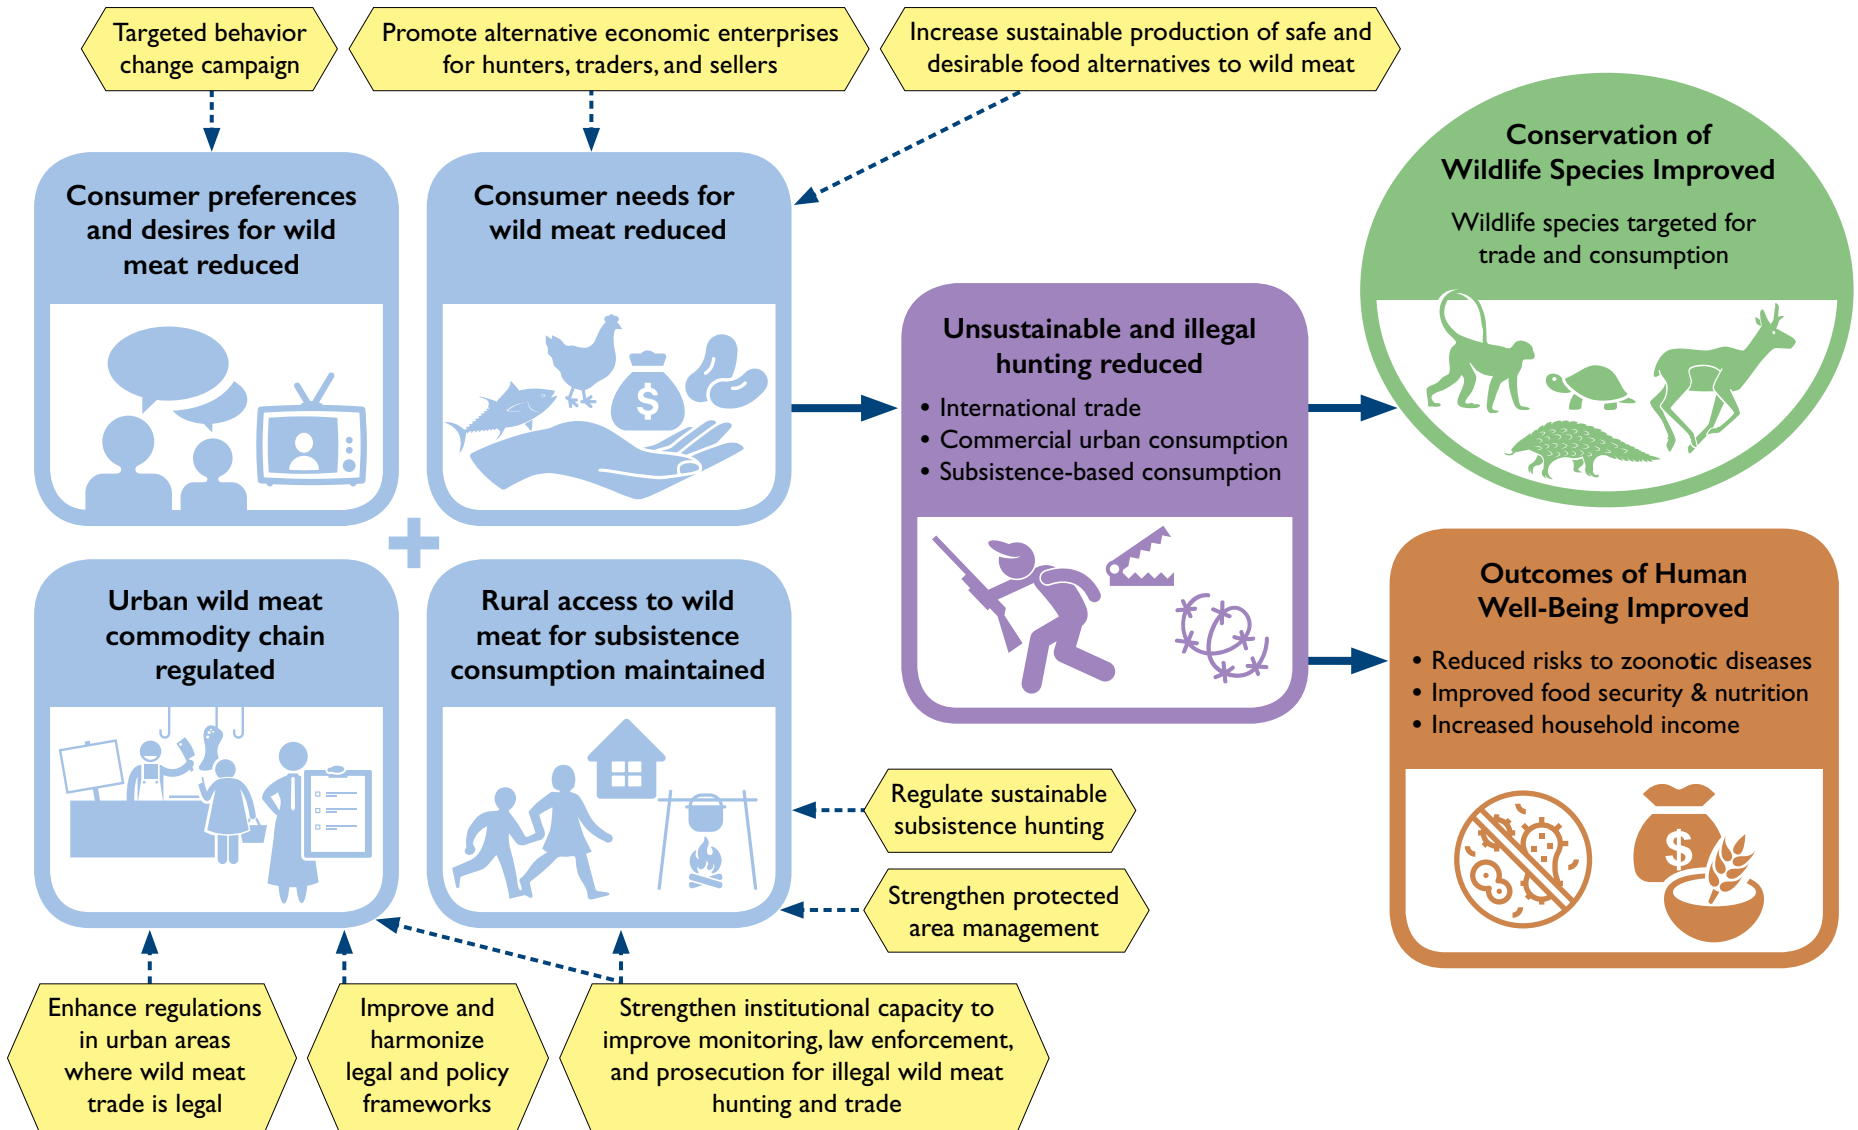 Targeted behavior
change campaign
Promote alternative economic enterprises
for hunters, traders, and sellers
Increase sustainable production of safe and
desirable food alternatives to wild meat
Consumer preferences
and desires for wild
meat reduced
Consumer needs for
wild meat reduced
$
Urban wild meat
commodity chain
regulated
Rural access to wild
meat for subsistence
consumption maintained
Unsustainable and illegal
hunting reduced
• International trade
• Commercial urban consumption
• Subsistence-based consumption
Conservation of
Wildlife Species Improved
Wildlife species targeted for
trade and consumption
Outcomes of Human
Well-Being Improved
• Reduced risks to zoonotic diseases
• Improved food security & nutrition
• Increased household income
$
Regulate sustainable
subsistence hunting
Strengthen protected
area management
Enhance regulations
in urban areas
where wild meat
trade is legal
Improve and
harmonize
legal and policy
frameworks
Strengthen institutional capacity to
improve monitoring, law enforcement,
and prosecution for illegal wild meat
hunting and trade